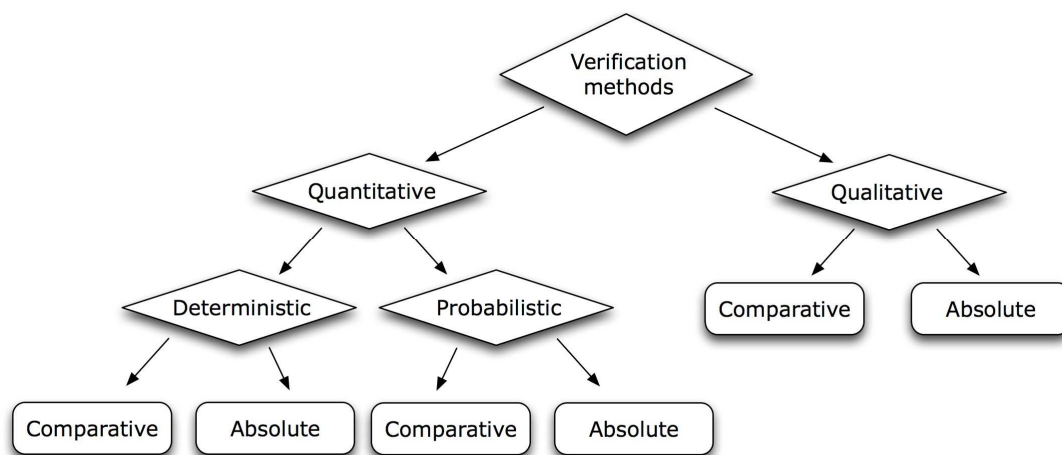 Verification
methods
Quantitative
Qualitative
Deterministic
Probabilistic
Comparative
Absolute
Comparative
Absolute
Comparative
Absolute